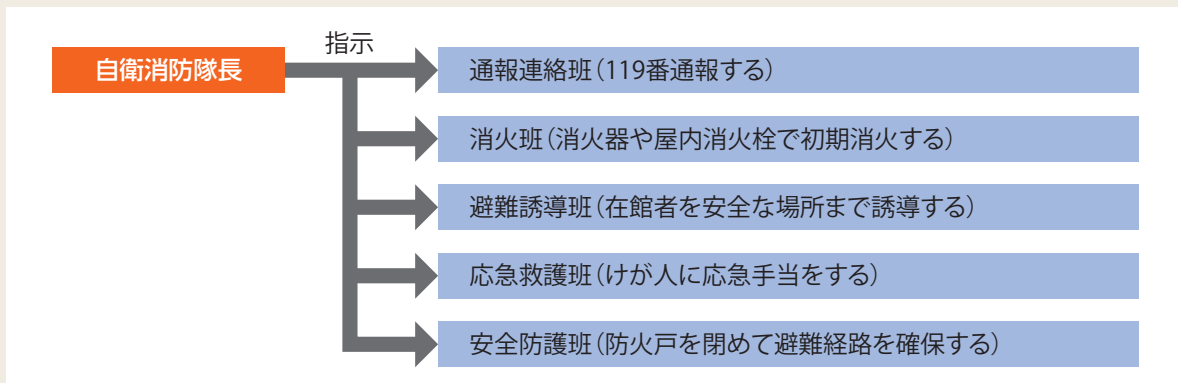 指示
自衛消防隊長
通報連絡班(119番通報する)
消火班(消火器や屋内消火栓で初期消火する)
避難誘導班(在館者を安全な場所まで誘導する)
応急救護班(けが人に応急手当をする)
安全防護班(防火戸を閉めて避難経路を確保する)